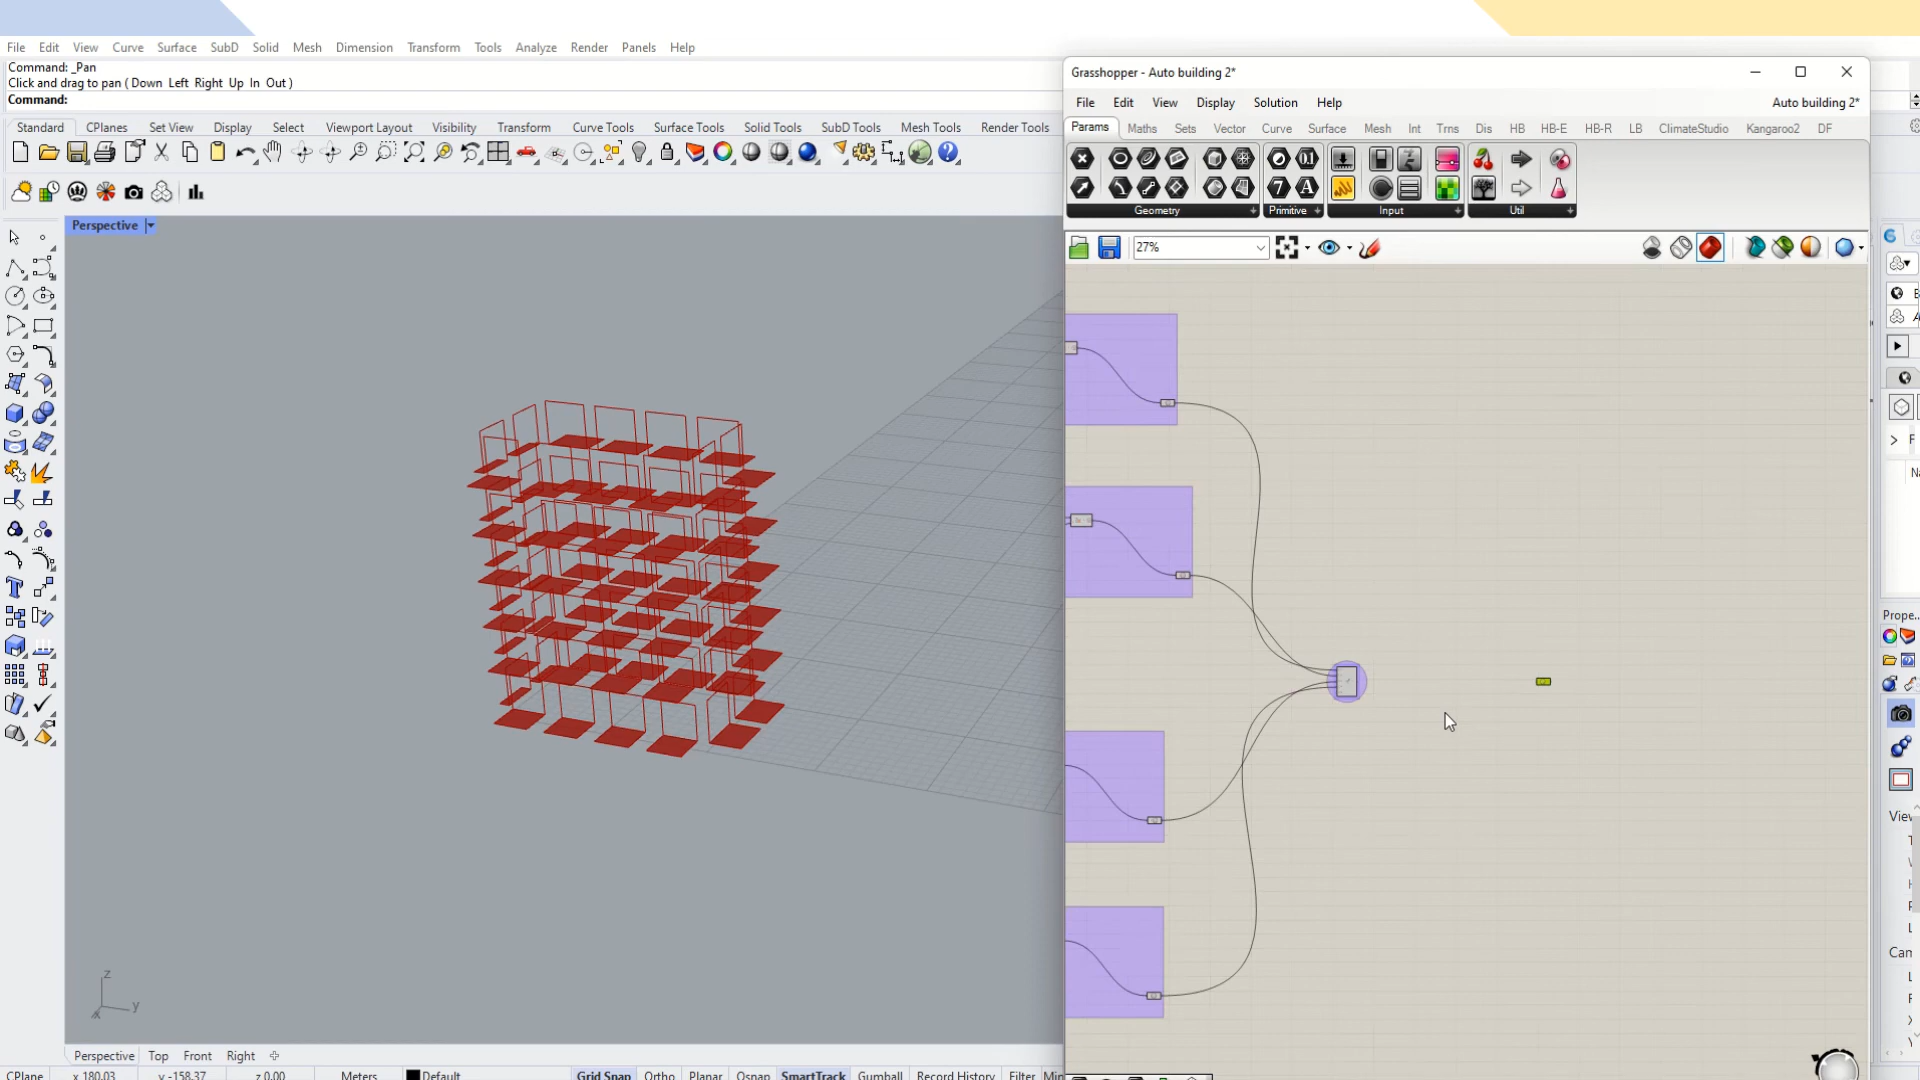 File Edit View Curve Surface SubD Solid Mesh Dimension Transform Tools Analyze Render Panels Help
Command: _Pan
Click and drag to pan ( Down Left Right Up In Out )
Command:
Standard CPlanes Set View Display Select Viewport Layout Visibility Transform Curve Tools Surface Tools Solid Tools SubD Tools Mesh Tools Render Tools
Perspective
Grasshopper - Auto building 2*
File Edit View Display Solution Help
Auto building 2*
Params Maths Sets Vector Curve Surface Mesh Int Trns Dis HB HB-E HB-R LB ClimateStudio Kangaroo2 DF
Geometry Primitive Input Util
27%
Prope..
View
Cam
z
y
x
Perspective Top Front Right
CPlane x 180.03 y -158.37 z 0.00 Meters Default Grid Snap Ortho Planar Osnap SmartTrack Gumball Record History Filter Min